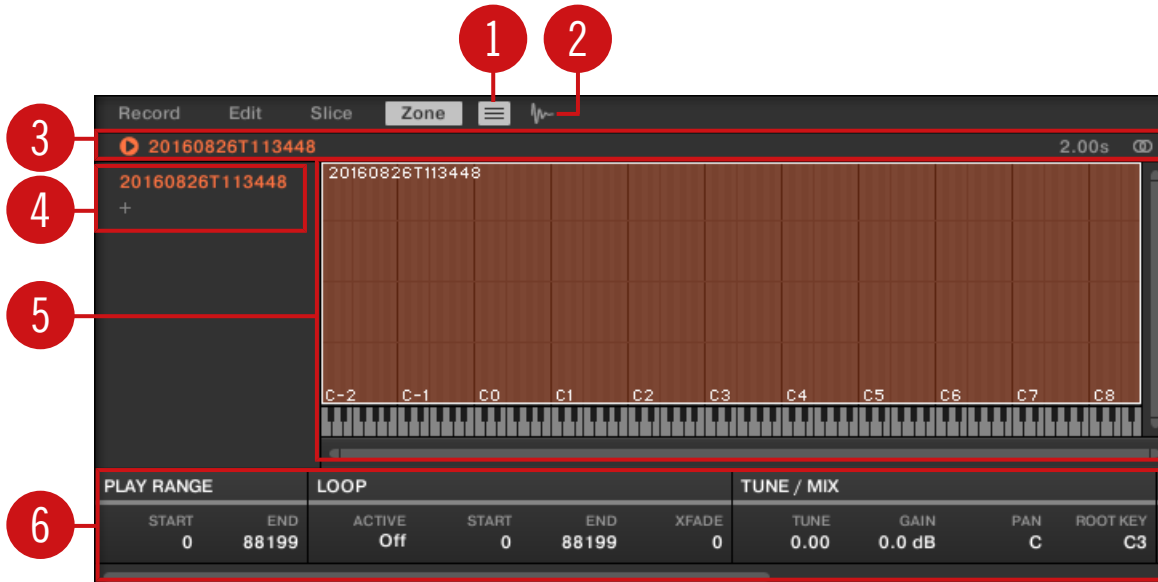 1 2
Record Edit Slice Zone
3
20160826T113448 2.00s
4
20160826T113448
+
20160826T113448
5
C-2 C-1 C0 C1 C2 C3 C4 C5 C6 C7 C8
6
PLAY RANGE LOOP TUNE / MIX
START END ACTIVE START END XFADE TUNE GAIN PAN ROOT KEY
0 88199 Off 0 88199 0 0.00 0.0 dB C C3